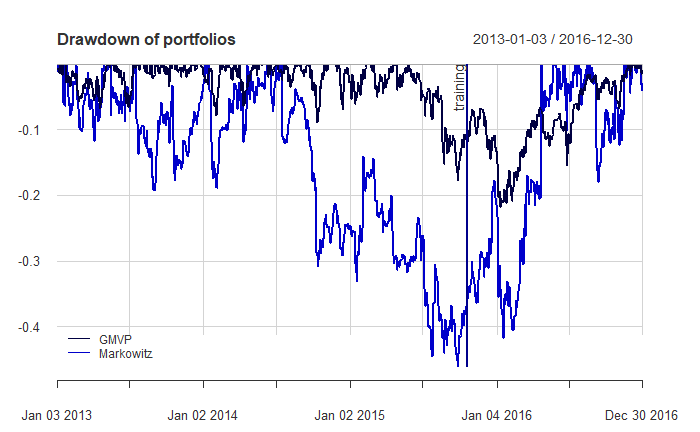 Drawdown of portfolios
2013-01-03 / 2016-12-30
training
-0.1
-0.2
-0.3
-0.4
GMVP
Markowitz
Jan 03 2013
Jan 02 2014
Jan 02 2015
Jan 04 2016
Dec 30 2016